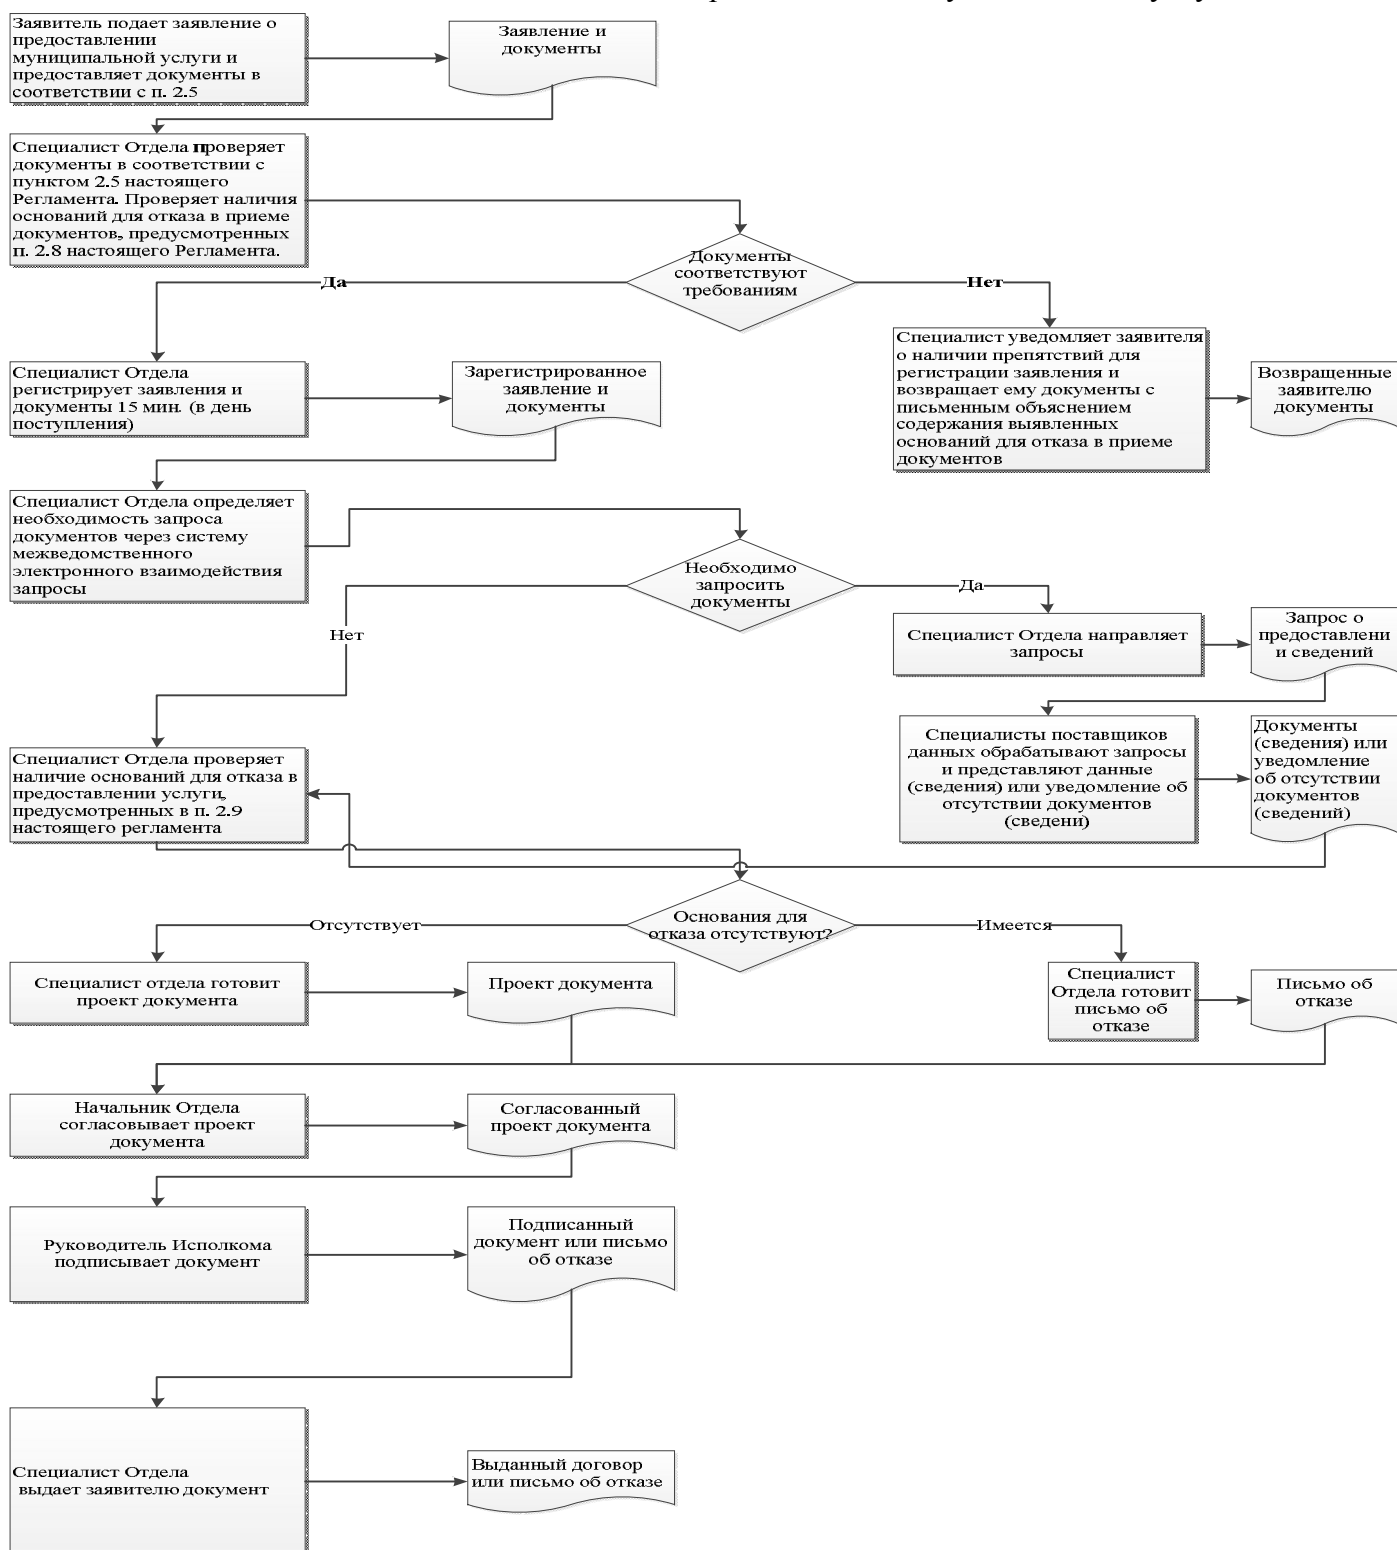 Заявитель подает заявление о
предоставлении
муниципальной услуги и
предоставляет документы в
соответствии с п. 2.5
Заявление и
документы
Специалист Отдела проверяет
документы в соответствии с
пунктом 2.5 настоящего
Регламента. Проверяет наличия
оснований для отказа в приеме
документов, предусмотренных
п. 2.8 настоящего Регламента.
Документы
соответствуют
требованиям
Да
Нет
Специалист Отдела
регистрирует заявления и
документы 15 мин. (в день
поступления)
Зарегистрированное
заявление и
документы
Специалист уведомляет заявителя
о наличии препятствий для
регистрации заявления и
возвращает ему документы с
письменным объяснением
содержания выявленных
оснований для отказа в приеме
документов
Возвращенные
заявителю
документы
Специалист Отдела определяет
необходимость запроса
документов через систему
межведомственного
электронного взаимодействия
запросы
Необходимо
запросить
документы
Да
Нет
Специалист Отдела направляет
запросы
Запрос о
предоставлени
и сведений
Специалисты поставщиков
данных обрабатывают запросы
и представляют данные
(сведения) или уведомление об
отсутствии документов
(сведени)
Документы
(сведения) или
уведомление
об отсутствии
документов
(сведений)
Специалист Отдела проверяет
наличие оснований для отказа в
предоставлении услуги,
предусмотренных в п. 2.9
настоящего регламента
Основания для
отказа отсутствуют?
Отсутствует
Имеется
Специалист отдела готовит
проект документа
Проект документа
Специалист
Отдела готовит
письмо об
отказе
Письмо об
отказе
Начальник Отдела
согласовывает проект
документа
Согласованный
проект документа
Руководитель Исполкома
подписывает документ
Подписанный
документ или письмо
об отказе
Специалист Отдела
выдает заявителю документ
Выданный договор
или письмо об отказе